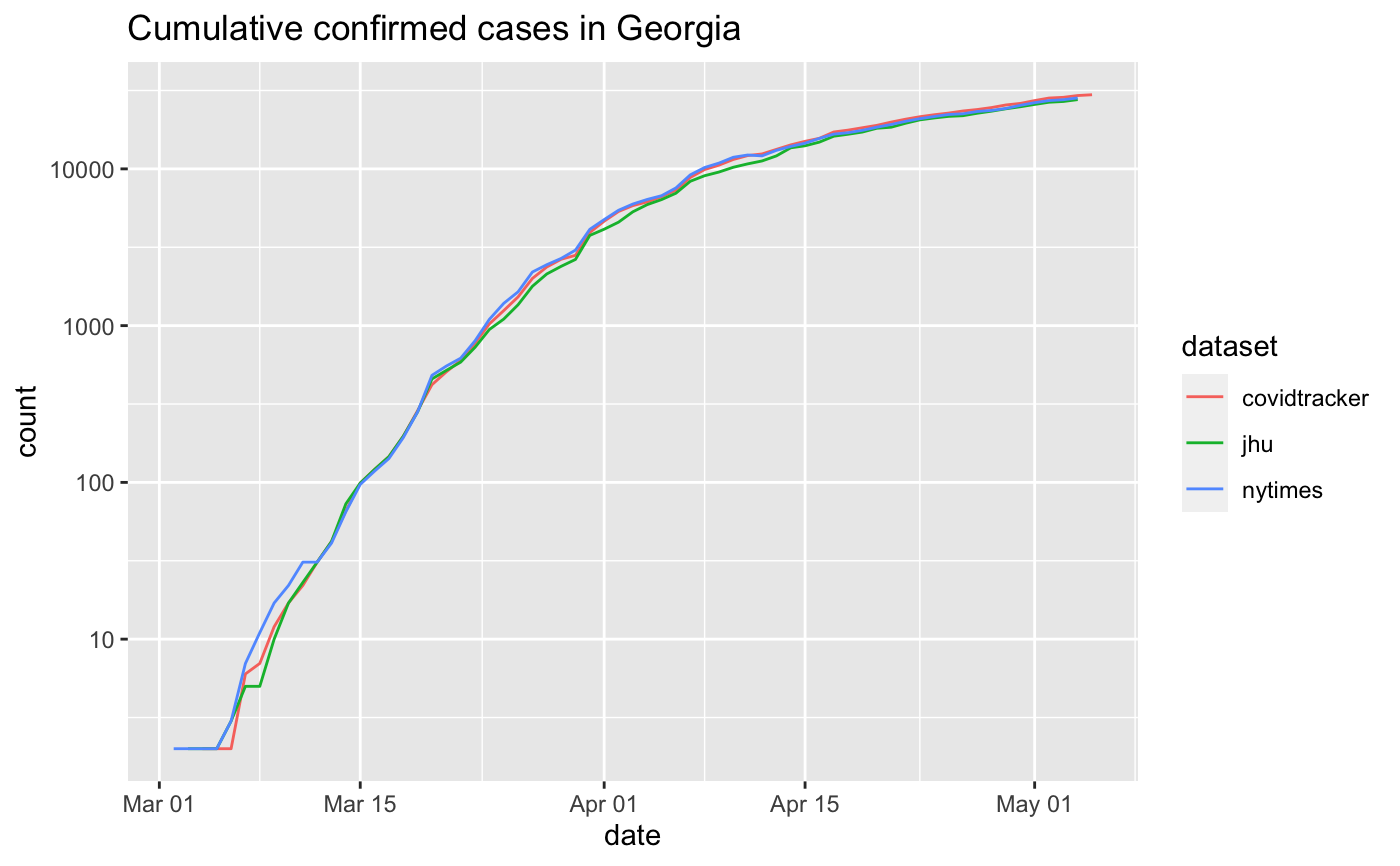 Cumulative confirmed cases in Georgia
count
10000
1000
100
10
Mar 01
Mar 15
Apr 01
Apr 15
May 01
date
dataset
covidtracker
jhu
nytimes